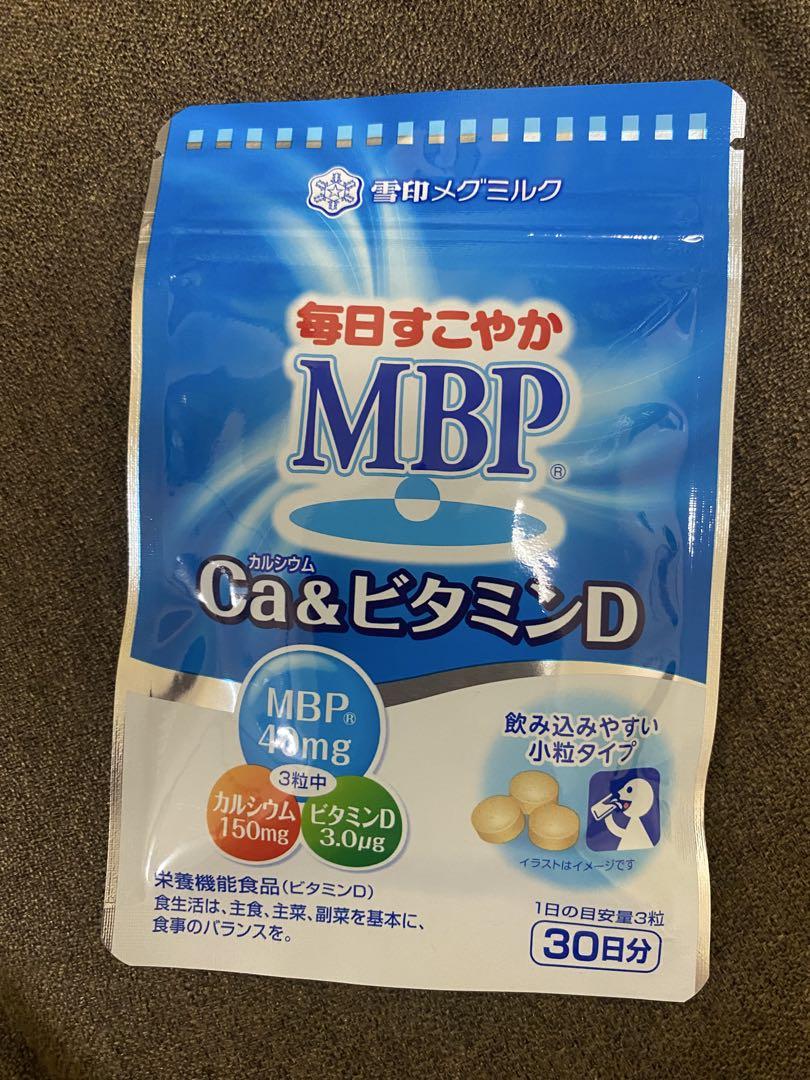 雪印メグミルク
毎日すこやか
MBP®
カルシウム
Ca&ビタミンD
MBP®
40mg
3粒中
カルシウム
150mg
ビタミンD
3.0μg
飲み込みやすい
小粒タイプ
イラストはイメージです
栄養機能食品(ビタミンD)
食生活は、主食、主菜、副菜を基本に、
食事のバランスを。
1日の目安量3粒
30日分